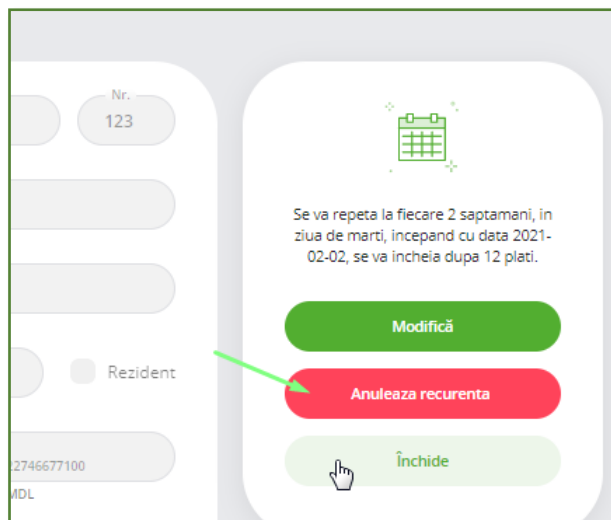 Nr.
123
Se va repeta la fiecare 2 saptamani, in
ziua de marti, incepand cu data 2021-
02-02, se va incheia dupa 12 plati.
Modifică
Rezident
Anuleaza recurenta
Închide
22746677100
MDL